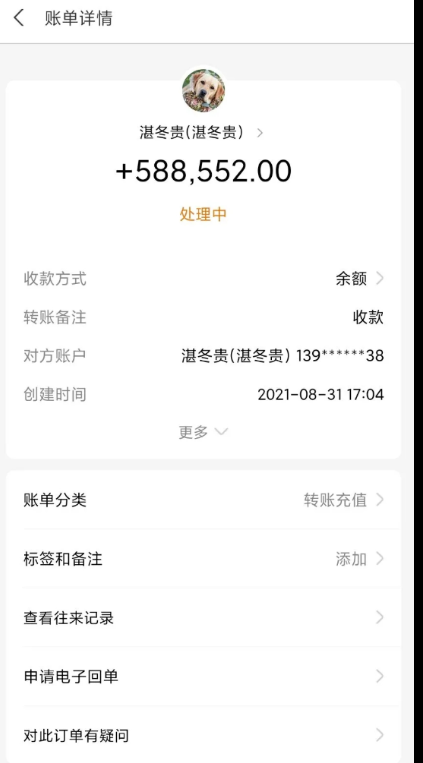 账单详情
湛冬贵(湛冬贵)
+588,552.00
处理中
收款方式 余额
转账备注 收款
对方账户 湛冬贵(湛冬贵) 139******38
创建时间 2021-08-31 17:04
更多
账单分类 转账充值
标签和备注 添加
查看往来记录
申请电子回单
对此订单有疑问